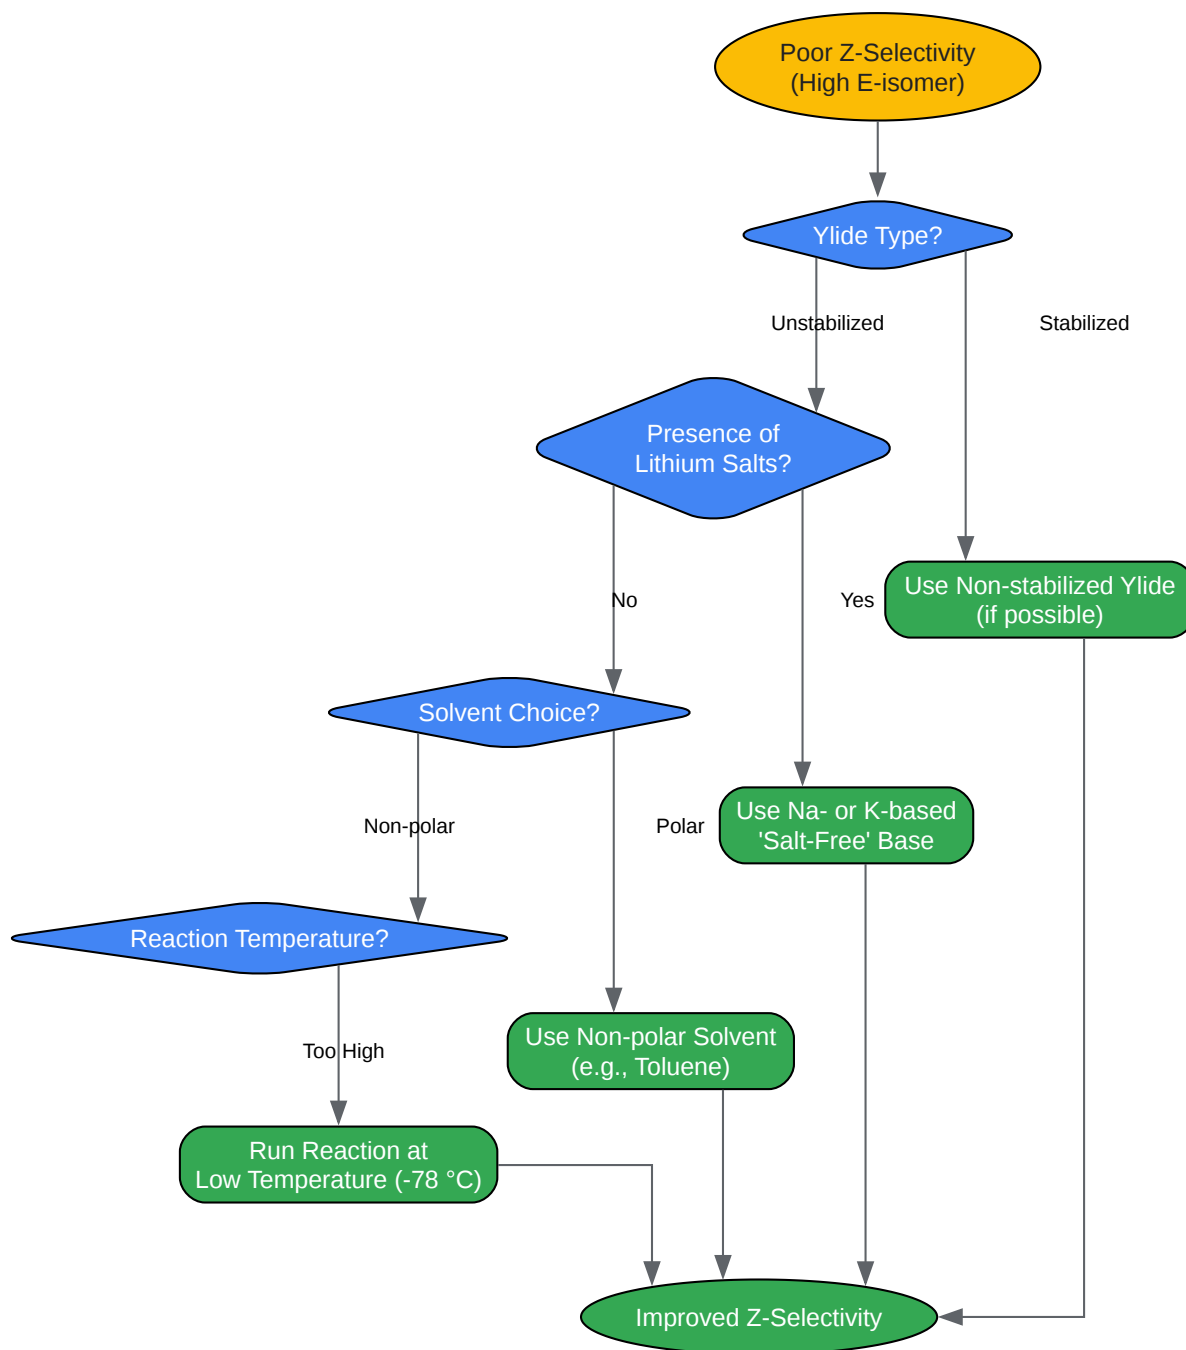 Poor Z-Selectivity
(High E-isomer)
Ylide Type?
Unstabilized
Stabilized
Presence of
Lithium Salts?
No
Yes
Use Non-stabilized Ylide
(if possible)
Solvent Choice?
Non-polar
Polar
Use Na- or K-based
'Salt-Free' Base
Reaction Temperature?
Too High
Use Non-polar Solvent
(e.g., Toluene)
Run Reaction at
Low Temperature (-78 °C)
Improved Z-Selectivity